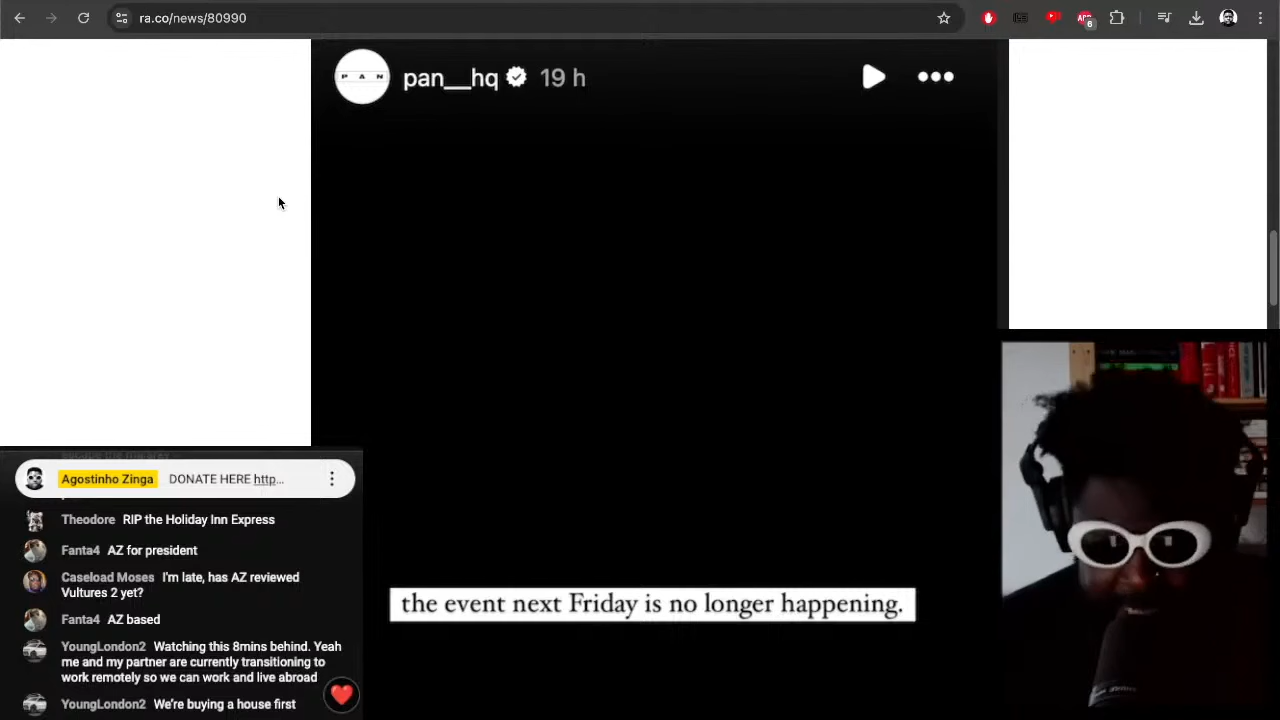 ra.co/news/80990
6
P A N
pan__hq 19 h
the event next Friday is no longer happening.
Agostinho Zinga DONATE HERE http...
Theodore RIP the Holiday Inn Express
Fanta4 AZ for president
Caseload Moses I'm late, has AZ reviewed
Vultures 2 yet?
Fanta4 AZ based
YoungLondon2 Watching this 8mins behind. Yeah
me and my partner are currently transitioning to
work remotely so we can work and live abroad
YoungLondon2 We're buying a house first